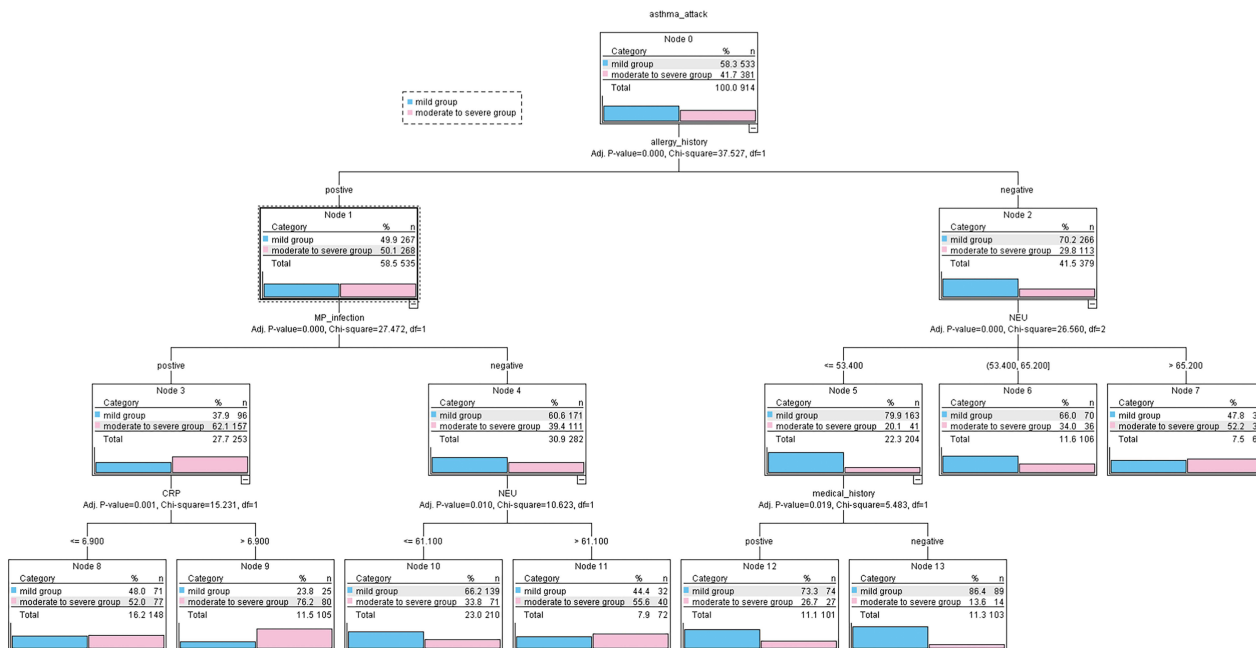 asthma_attack
Node 0
Category % n
mild group 58.3 533
moderate to severe group 41.7 381
Total 100.0 914
mild group
moderate to severe group
allergy_history
Adj. P-value=0.000, Chi-square=37.527, df=1
postive
negative
Node 1
Category % n
mild group 49.9 267
moderate to severe group 50.1 268
Total 58.5 535
Node 2
Category % n
mild group 70.2 266
moderate to severe group 29.8 113
Total 41.5 379
MP_infection
Adj. P-value=0.000, Chi-square=27.472, df=1
NEU
Adj. P-value=0.000, Chi-square=26.560, df=2
postive
negative
<= 53.400
(53.400, 65.200]
> 65.200
Node 3
Category % n
mild group 37.9 96
moderate to severe group 62.1 157
Total 27.7 253
Node 4
Category % n
mild group 60.6 171
moderate to severe group 39.4 111
Total 30.9 282
Node 5
Category % n
mild group 79.9 163
moderate to severe group 20.1 41
Total 22.3 204
Node 6
Category % n
mild group 66.0 70
moderate to severe group 34.0 36
Total 11.6 106
Node 7
Category %
mild group 47.8 3
moderate to severe group 52.2 3
Total 7.5 6
CRP
Adj. P-value=0.001, Chi-square=15.231, df=1
NEU
Adj. P-value=0.010, Chi-square=10.623, df=1
medical_history
Adj. P-value=0.019, Chi-square=5.483, df=1
<= 6.900
> 6.900
<= 61.100
> 61.100
postive
negative
Node 8
Category % n
mild group 48.0 71
moderate to severe group 52.0 77
Total 16.2 148
Node 9
Category % n
mild group 23.8 25
moderate to severe group 76.2 80
Total 11.5 105
Node 10
Category % n
mild group 66.2 139
moderate to severe group 33.8 71
Total 23.0 210
Node 11
Category % n
mild group 44.4 32
moderate to severe group 55.6 40
Total 7.9 72
Node 12
Category % n
mild group 73.3 74
moderate to severe group 26.7 27
Total 11.1 101
Node 13
Category % n
mild group 86.4 89
moderate to severe group 13.6 14
Total 11.3 103